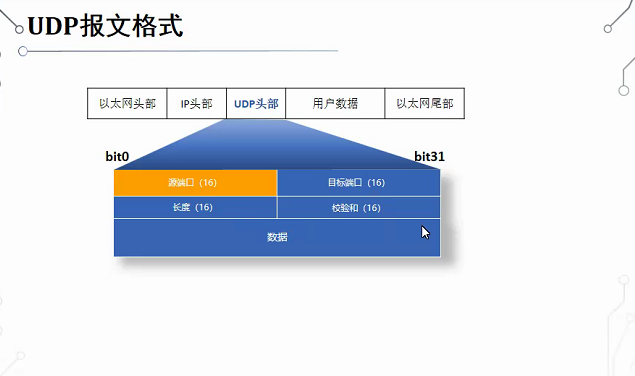 UDP报文格式
以太网头部 IP头部 UDP头部 用户数据 以太网尾部
bit0 bit31
源端口（16） 目标端口（16）
长度（16） 校验和（16）
数据